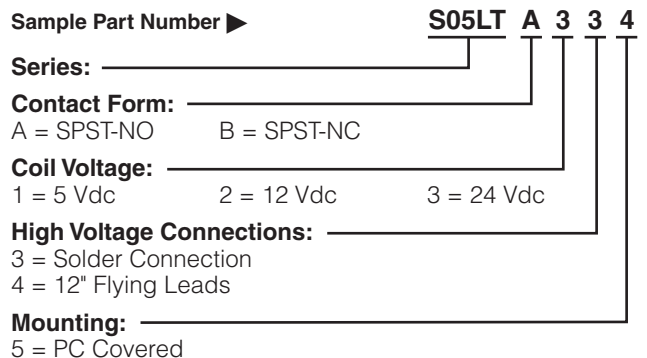 Sample Part Number ▶ S05LT A 3 3 4
Series:
Contact Form:
A = SPST-NO B = SPST-NC
Coil Voltage:
1 = 5 Vdc 2 = 12 Vdc 3 = 24 Vdc
High Voltage Connections:
3 = Solder Connection
4 = 12" Flying Leads
Mounting:
5 = PC Covered